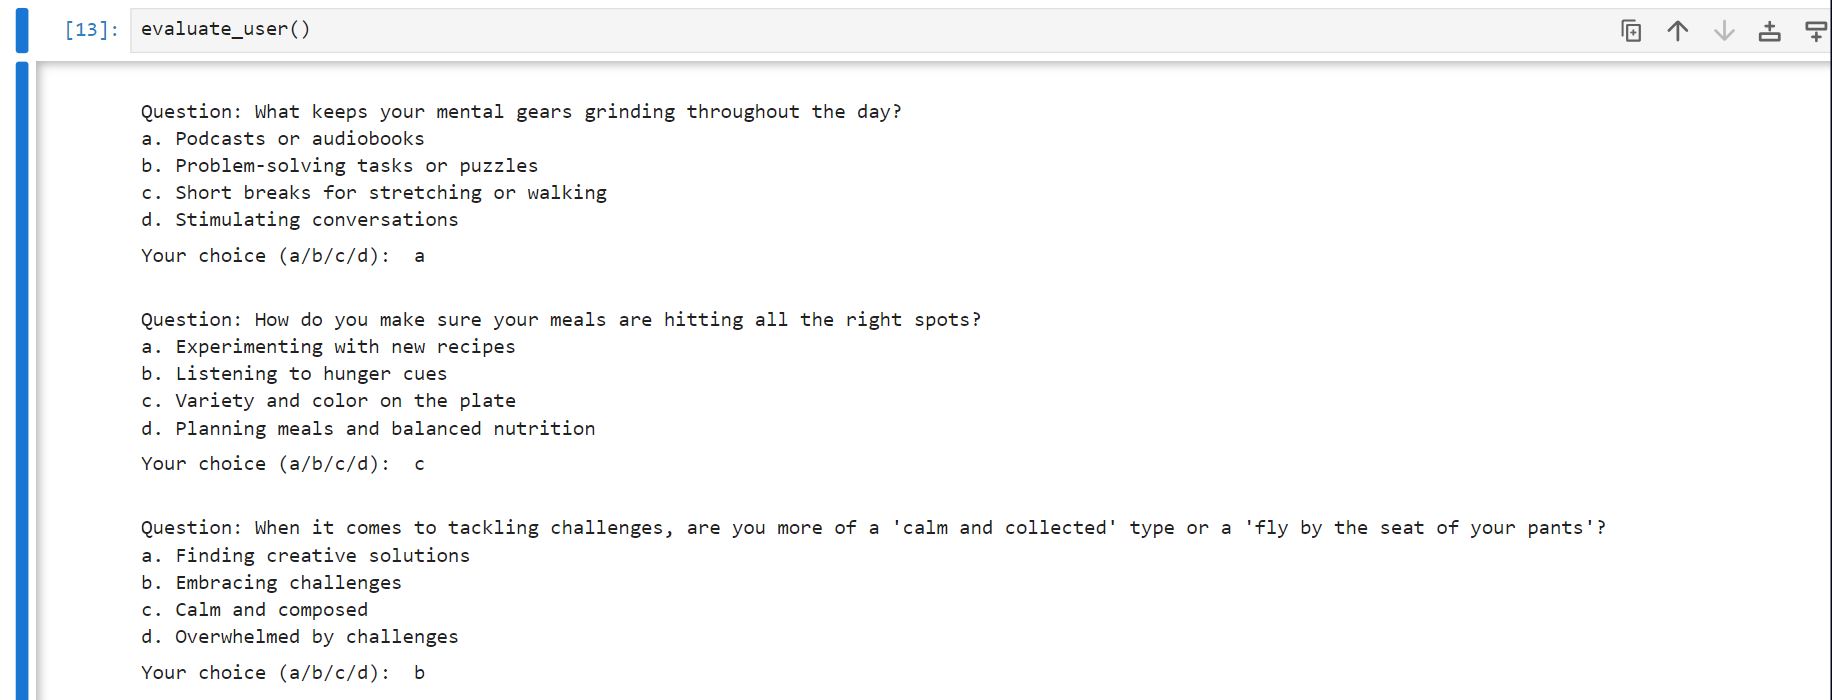 [13]: evaluate_user()
Question: What keeps your mental gears grinding throughout the day?
a. Podcasts or audiobooks
b. Problem-solving tasks or puzzles
c. Short breaks for stretching or walking
d. Stimulating conversations
Your choice (a/b/c/d): a
Question: How do you make sure your meals are hitting all the right spots?
a. Experimenting with new recipes
b. Listening to hunger cues
c. Variety and color on the plate
d. Planning meals and balanced nutrition
Your choice (a/b/c/d): c
Question: When it comes to tackling challenges, are you more of a 'calm and collected' type or a 'fly by the seat of your pants'?
a. Finding creative solutions
b. Embracing challenges
c. Calm and composed
d. Overwhelmed by challenges
Your choice (a/b/c/d): b